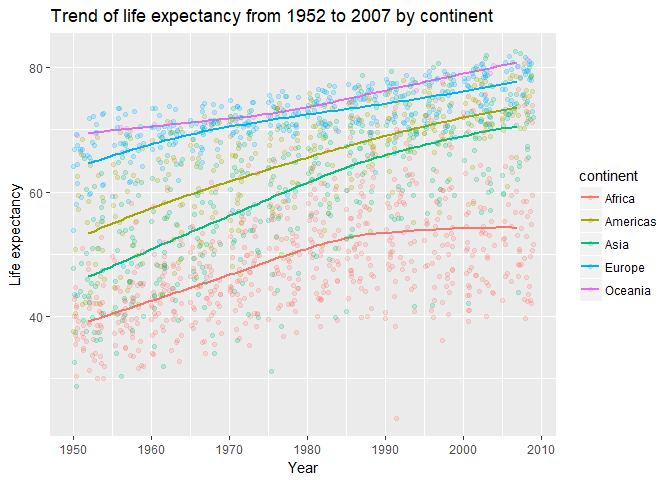 Trend of life expectancy from 1952 to 2007 by continent
80
60
40
Life expectancy
1950 1960 1970 1980 1990 2000 2010
Year
continent
Africa
Americas
Asia
Europe
Oceania